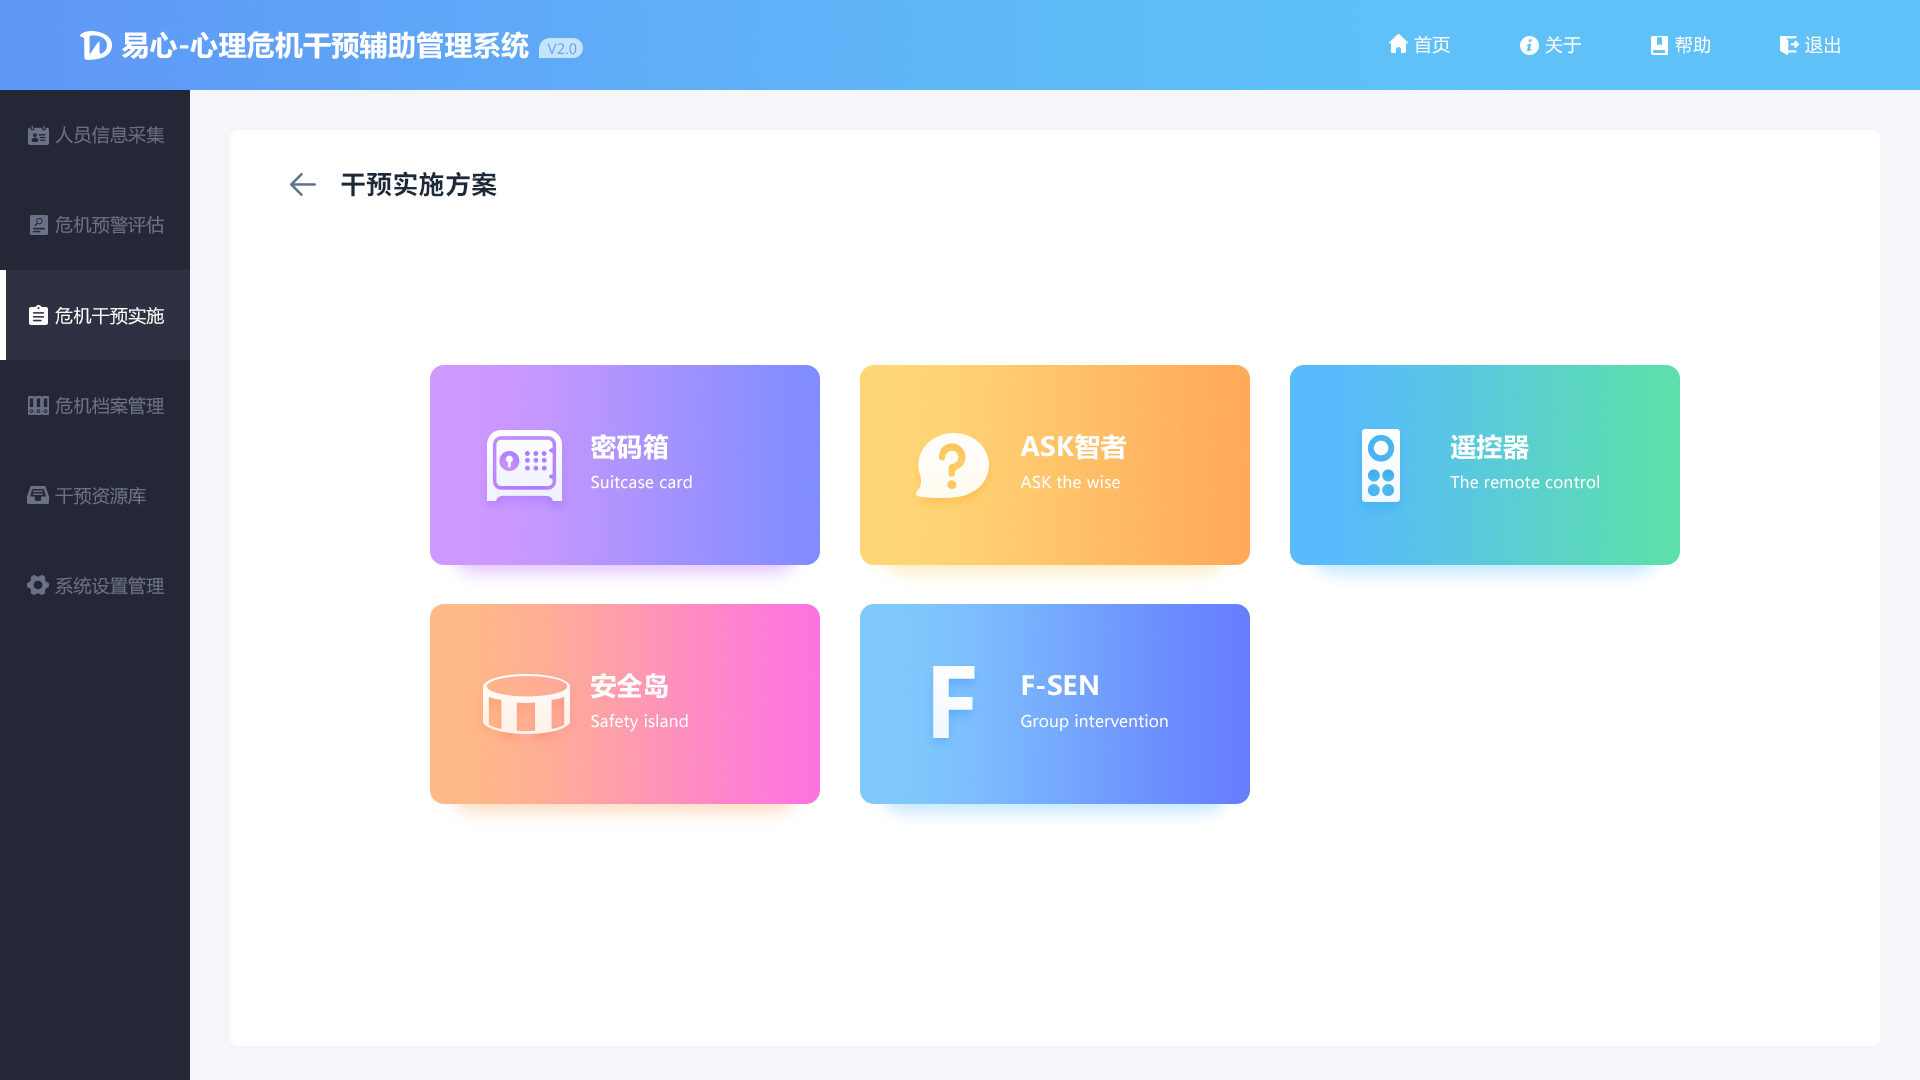 易心-心理危机干预辅助管理系统 V2.0
首页
关于
帮助
退出
人员信息采集
危机预警评估
危机干预实施
危机档案管理
干预资源库
系统设置管理
干预实施方案
密码箱
Suitcase card
ASK智者
ASK the wise
遥控器
The remote control
安全岛
Safety island
F
F-SEN
Group intervention